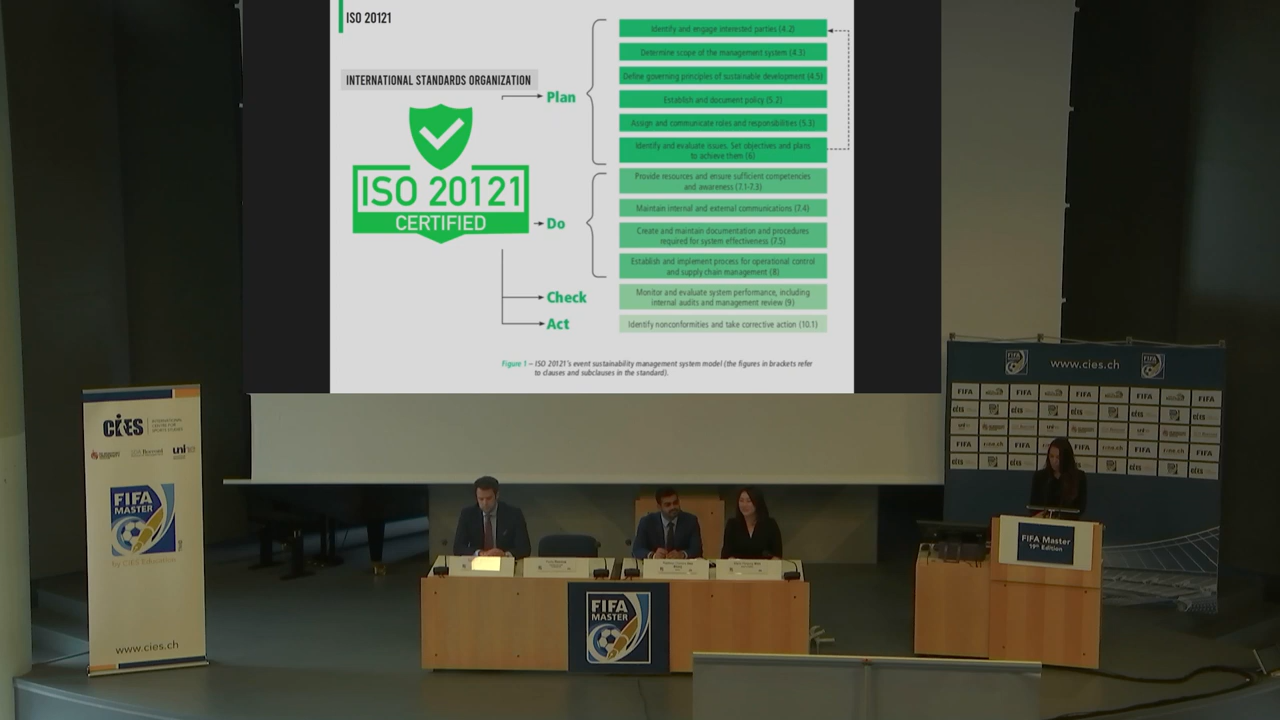 ISO 20121
INTERNATIONAL STANDARDS ORGANIZATION
ISO 20121
CERTIFIED
Plan
Identify and engage interested parties (4.2)
Determine scope of the management system (4.3)
Define governing principles of sustainable development (4.5)
Establish and document policy (5.2)
Assign and communicate roles and responsibilities (5.3)
Identify and evaluate issues. Set objectives and plans
to achieve them (6)
Do
Provide resources and ensure sufficient competencies
and awareness (7.1-7.3)
Maintain internal and external communications (7.4)
Create and maintain documentation and procedures
required for system effectiveness (7.5)
Establish and implement process for operational control
and supply chain management (8)
Check
Monitor and evaluate system performance, including
internal audits and management review (9)
Act
Identify nonconformities and take corrective action (10.1)
Figure 1 – ISO 20121's event sustainability management system model (the figures in brackets refer
to clauses and subclauses in the standard).
CIES
INTERNATIONAL
CENTRE FOR
SPORTS STUDIES
FIFA
MASTER
By CIES Education
www.cies.ch
FIFA
MASTER
www.cies.ch
FIFA Master
19th Edition